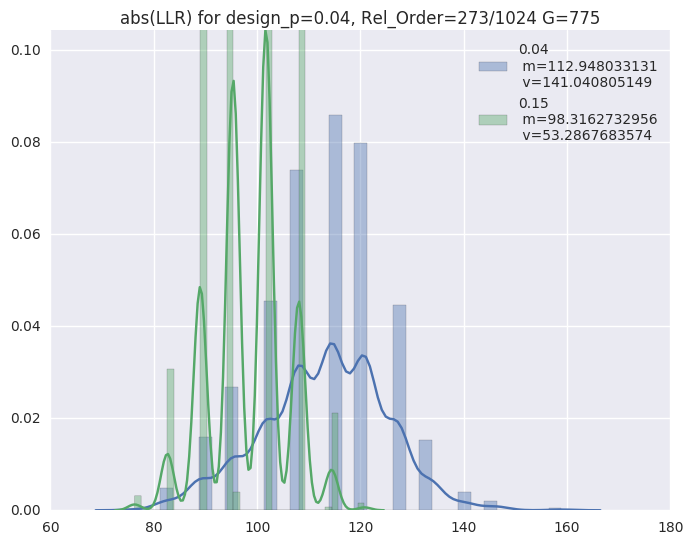 abs(LLR) for design_p=0.04, Rel_Order=273/1024 G=775
0.04
m=112.948033131
v=141.040805149
0.15
m=98.3162732956
v=53.2867683574
0.10
0.08
0.06
0.04
0.02
0.00
60 80 100 120 140 160 180